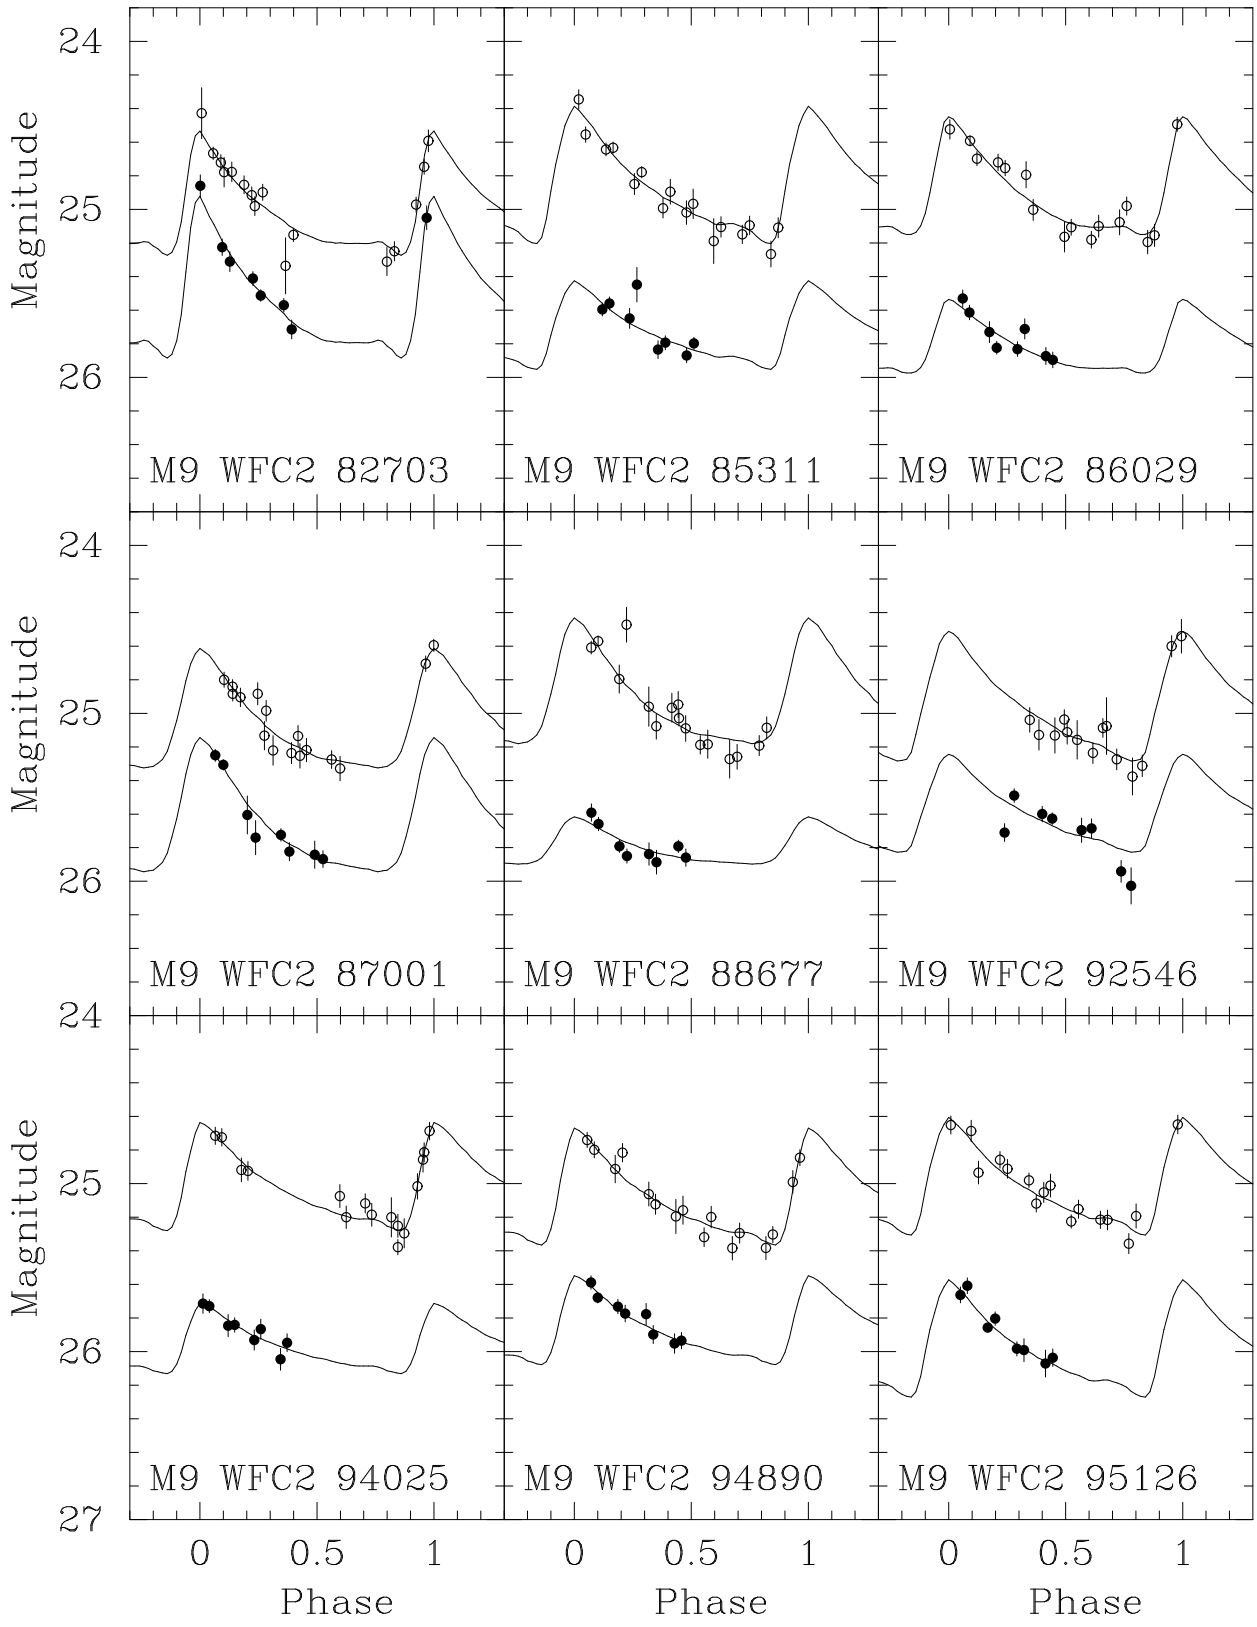 24
25
26
Magnitude
M9 WFC2 82703
M9 WFC2 85311
M9 WFC2 86029
24
25
26
Magnitude
M9 WFC2 87001
M9 WFC2 88677
M9 WFC2 92546
24
25
26
27
Magnitude
M9 WFC2 94025
M9 WFC2 94890
M9 WFC2 95126
0 0.5 1 0 0.5 1 0 0.5 1
Phase Phase Phase